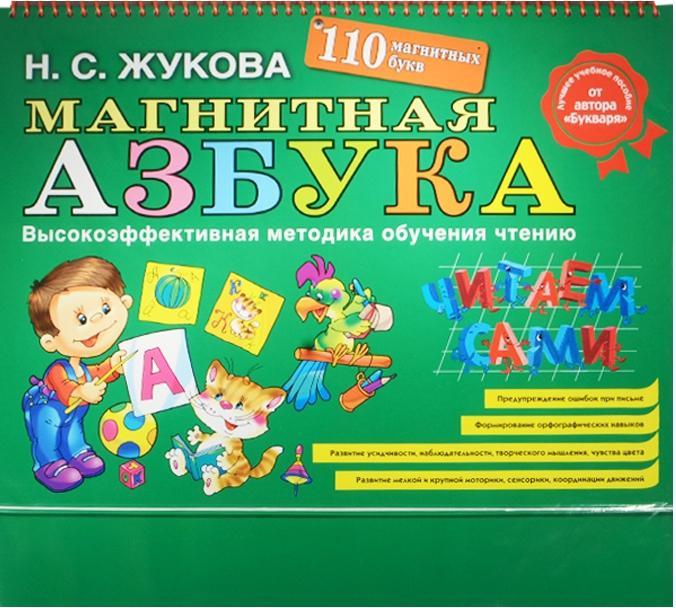 110 магнитных
букв
Н. С. ЖУКОВА
МАГНИТНАЯ
АЗБУКА
Высокоэффективная методика обучения чтению
лучшее учебное пособие
от
автора
«Букваря»
А
ЧИТАЕМ
САМИ
Предупреждение ошибок при письме
Формирование орфографических навыков
Развитие усидчивости, наблюдательности, творческого мышления, чувства цвета
Развитие мелкой и крупной моторики, сенсорики, координации движений